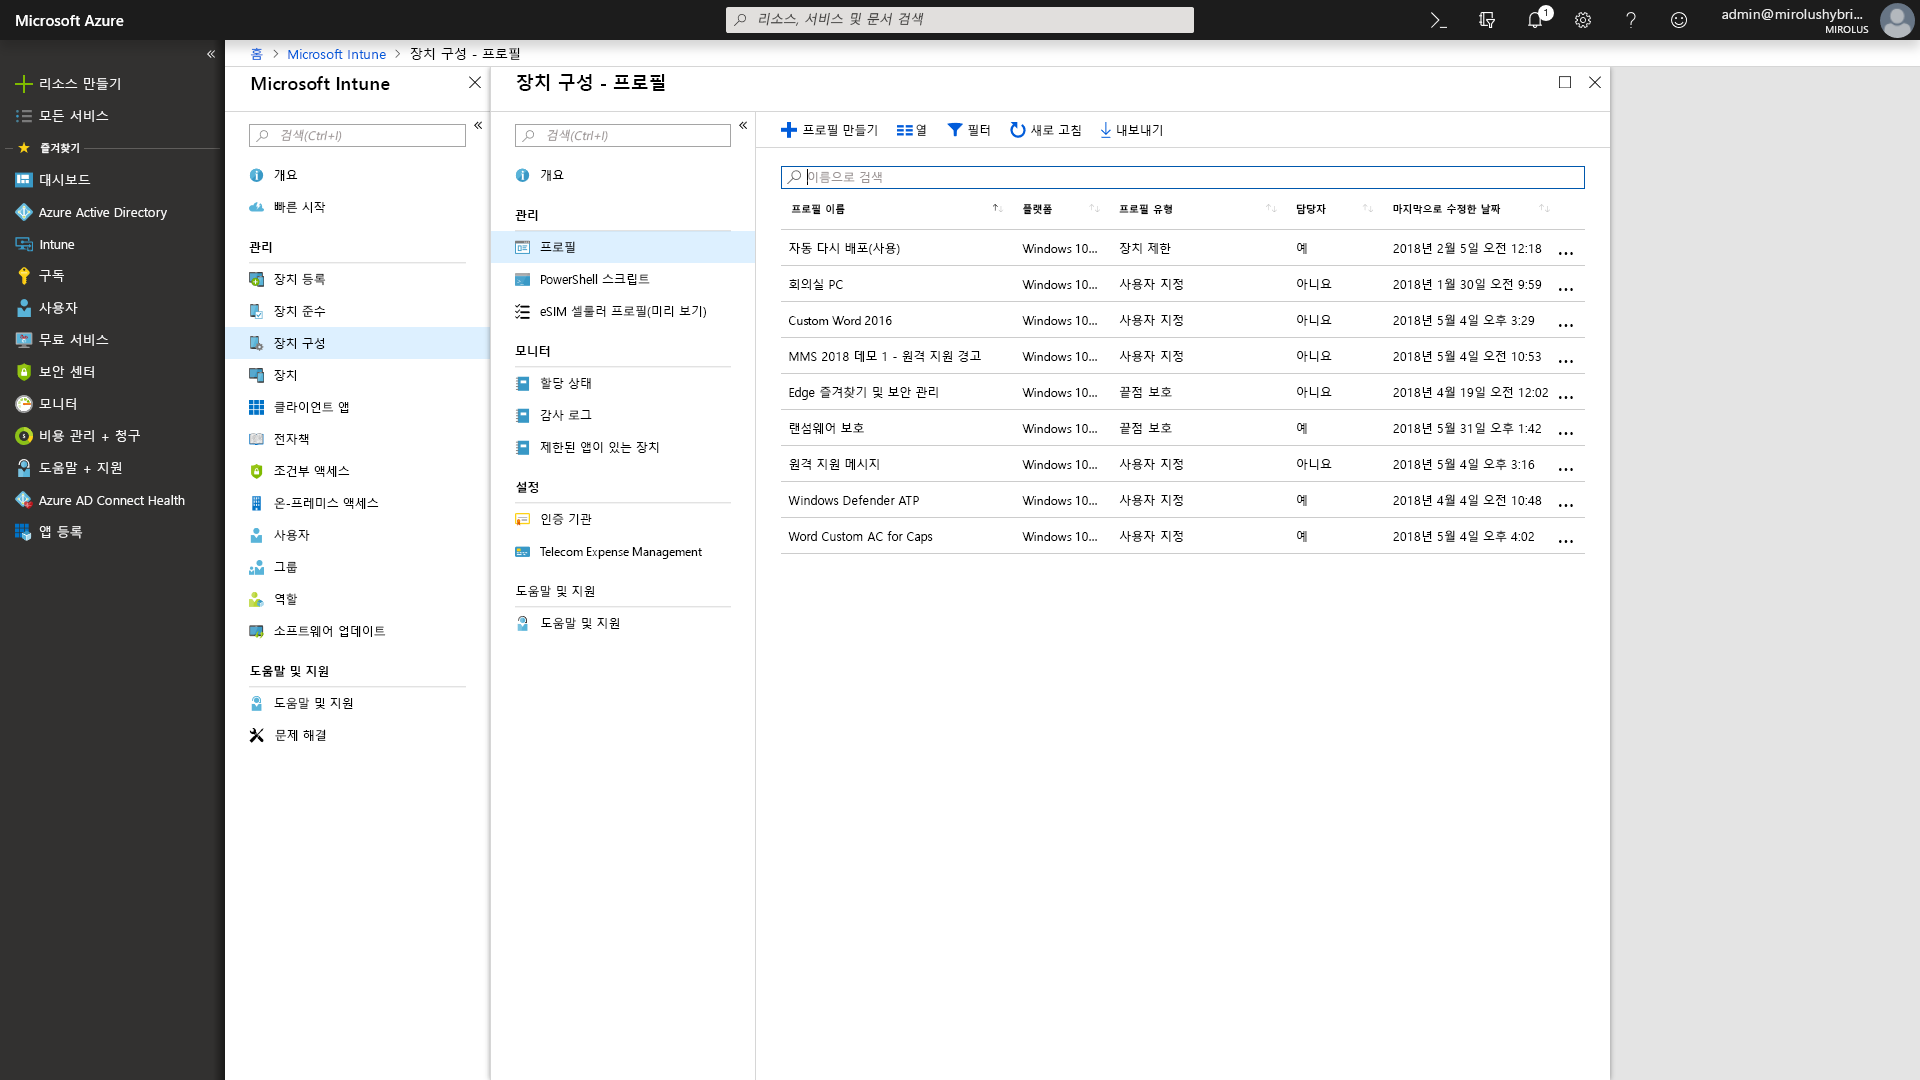 Microsoft Azure
리소스, 서비스 및 문서 검색
1
admin@mirolushybri...
MIROLUS
리소스 만들기
모든 서비스
즐겨찾기
대시보드
Azure Active Directory
Intune
구독
사용자
무료 서비스
보안 센터
모니터
비용 관리 + 청구
도움말 + 지원
Azure AD Connect Health
앱 등록
홈 > Microsoft Intune > 장치 구성 - 프로필
Microsoft Intune
검색(Ctrl+/)
개요
빠른 시작
관리
장치 등록
장치 준수
장치 구성
장치
클라이언트 앱
전자책
조건부 액세스
온-프레미스 액세스
사용자
그룹
역할
소프트웨어 업데이트
도움말 및 지원
도움말 및 지원
문제 해결
장치 구성 - 프로필
검색(Ctrl+/)
개요
관리
프로필
PowerShell 스크립트
eSIM 셀룰러 프로필(미리 보기)
모니터
할당 상태
감사 로그
제한된 앱이 있는 장치
설정
인증 기관
Telecom Expense Management
도움말 및 지원
도움말 및 지원
프로필 만들기 열 필터 새로 고침 내보내기
이름으로 검색
프로필 이름 플랫폼 프로필 유형 담당자 마지막으로 수정한 날짜
자동 다시 배포(사용) Windows 10... 장치 제한 예 2018년 2월 5일 오전 12:18 ...
회의실 PC Windows 10... 사용자 지정 아니요 2018년 1월 30일 오전 9:59 ...
Custom Word 2016 Windows 10... 사용자 지정 아니요 2018년 5월 4일 오후 3:29 ...
MMS 2018 데모 1 - 원격 지원 경고 Windows 10... 사용자 지정 아니요 2018년 5월 4일 오전 10:53 ...
Edge 즐겨찾기 및 보안 관리 Windows 10... 끝점 보호 아니요 2018년 4월 19일 오전 12:02 ...
랜섬웨어 보호 Windows 10... 끝점 보호 예 2018년 5월 31일 오후 1:42 ...
원격 지원 메시지 Windows 10... 사용자 지정 아니요 2018년 5월 4일 오후 3:16 ...
Windows Defender ATP Windows 10... 사용자 지정 예 2018년 4월 4일 오전 10:48 ...
Word Custom AC for Caps Windows 10... 사용자 지정 예 2018년 5월 4일 오후 4:02 ...